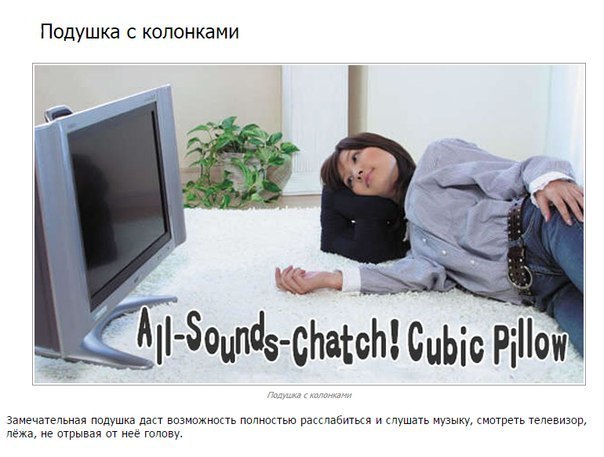 Подушка с колонками
All-Sounds-Chatch! Cubic Pillow
Подушка с колонками
Замечательная подушка даст возможность полностью расслабиться и слушать музыку, смотреть телевизор,
лёжа, не отрывая от неё голову.